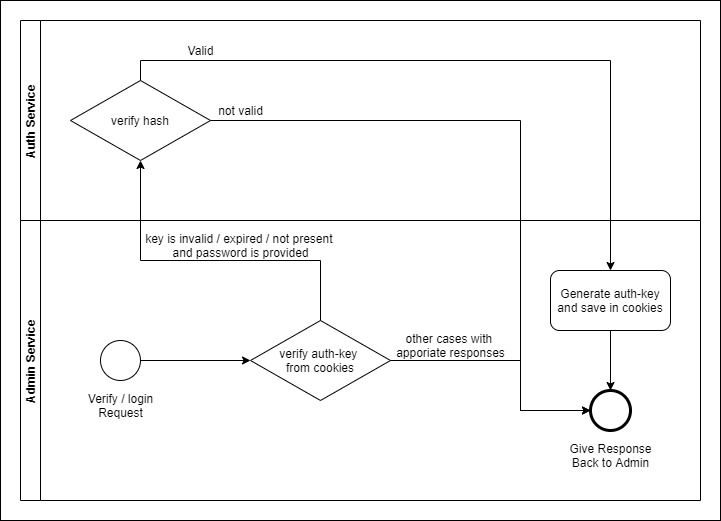 Valid
Auth Service
verify hash
not valid
key is invalid / expired / not present
and password is provided
Admin Service
Generate auth-key
and save in cookies
verify auth-key
from cookies
other cases with
apporiate responses
Verify / login
Request
Give Response
Back to Admin